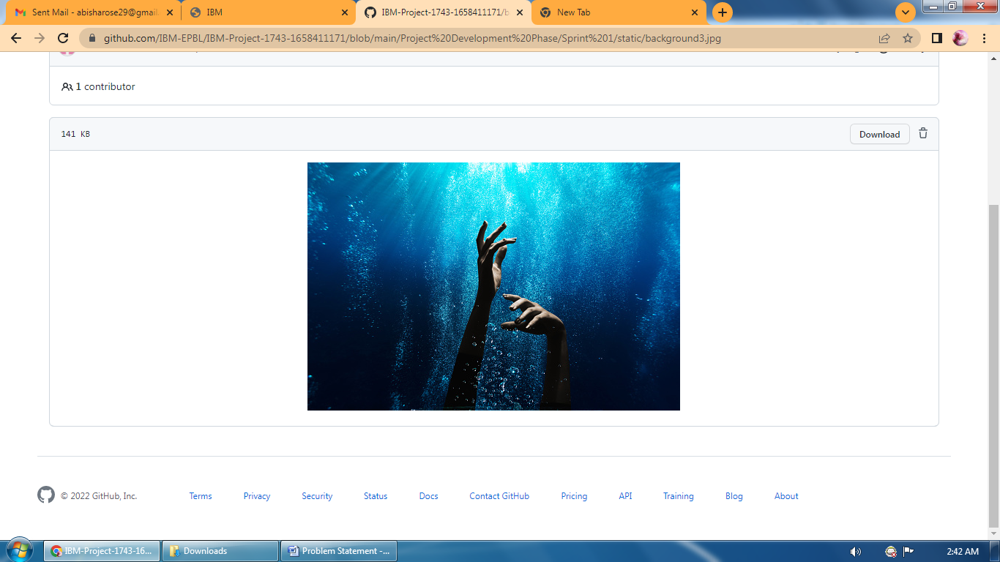 Sent Mail - abisharose29@gmail.
IBM
IBM-Project-1743-1658411171/b
New Tab
github.com/IBM-EPBL/IBM-Project-1743-1658411171/blob/main/Project%20Development%20Phase/Sprint%201/static/background3.jpg
1 contributor
141 KB
Download
© 2022 GitHub, Inc.
Terms
Privacy
Security
Status
Docs
Contact GitHub
Pricing
API
Training
Blog
About
IBM-Project-1743-16...
Downloads
Problem Statement -...
2:42 AM